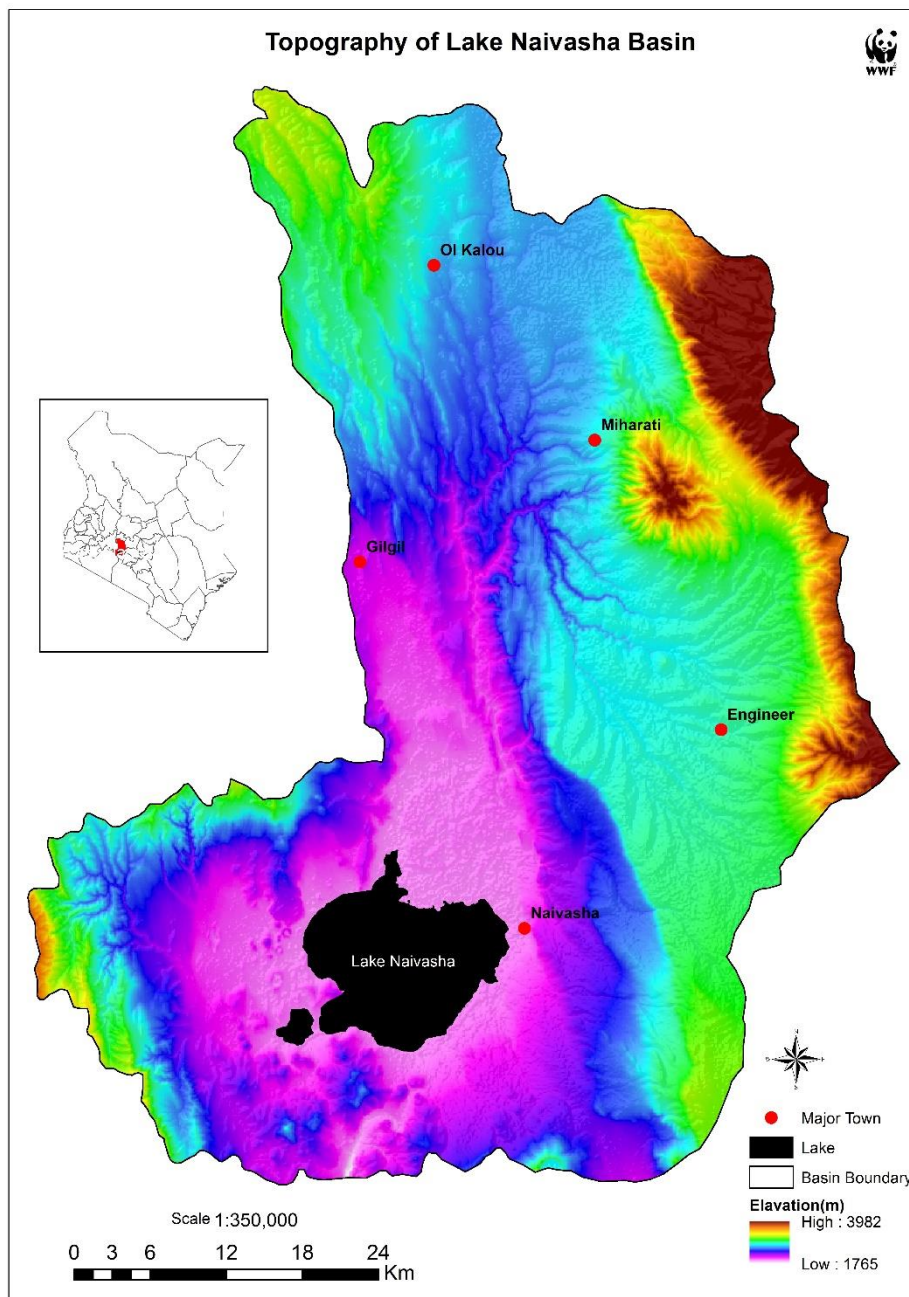 Topography of Lake Naivasha Basin
WWF
Ol Kalou
Miharati
Gilgil
Engineer
Naivasha
Lake Naivasha
Major Town
Lake
Basin Boundary
Elavation(m)
High : 3982
Low : 1765
Scale 1:350,000
0 3 6 12 18 24
Km